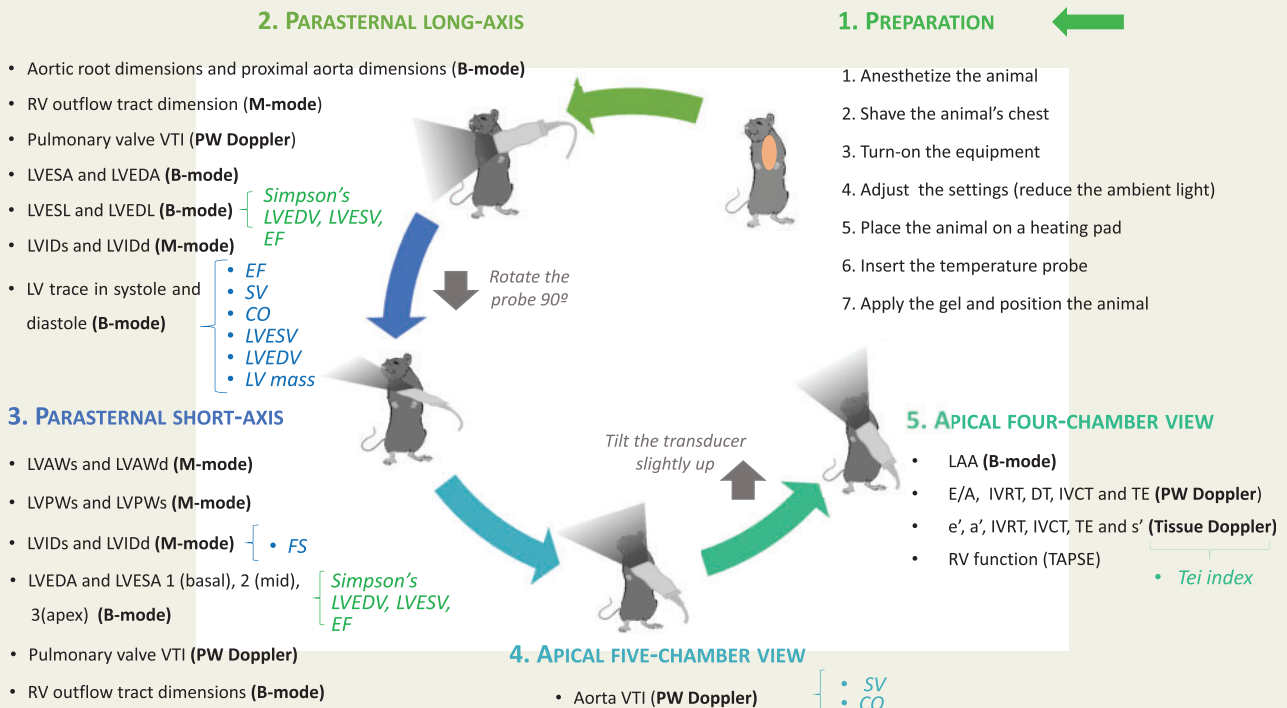 1. PREPARATION
1. Anesthetize the animal
2. Shave the animal's chest
3. Turn-on the equipment
4. Adjust the settings (reduce the ambient light)
5. Place the animal on a heating pad
6. Insert the temperature probe
7. Apply the gel and position the animal
2. PARASTERNAL LONG-AXIS
• Aortic root dimensions and proximal aorta dimensions (B-mode)
• RV outflow tract dimension (M-mode)
• Pulmonary valve VTI (PW Doppler)
• LVESA and LVEDA (B-mode)
• LVESL and LVEDL (B-mode)
Simpson's
LVEDV, LVESV,
EF
• LVIDs and LVIDd (M-mode)
• LV trace in systole and
diastole (B-mode)
• EF
• SV
• CO
• LVESV
• LVEDV
• LV mass
Rotate the
probe 90º
3. PARASTERNAL SHORT-AXIS
• LVAWs and LVAWd (M-mode)
• LVPWs and LVPWs (M-mode)
• LVIDs and LVIDd (M-mode)
• FS
• LVEDA and LVESA 1 (basal), 2 (mid),
3(apex) (B-mode)
Simpson's
LVEDV, LVESV,
EF
• Pulmonary valve VTI (PW Doppler)
• RV outflow tract dimensions (B-mode)
4. APICAL FIVE-CHAMBER VIEW
• Aorta VTI (PW Doppler)
• SV
• CO
Tilt the transducer
slightly up
5. APICAL FOUR-CHAMBER VIEW
• LAA (B-mode)
• E/A, IVRT, DT, IVCT and TE (PW Doppler)
• e', a', IVRT, IVCT, TE and s' (Tissue Doppler)
• RV function (TAPSE)
• Tei index